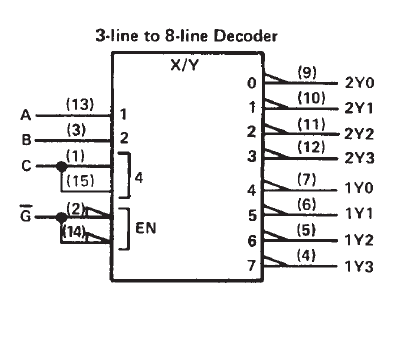 3-line to 8-line Decoder
X/Y
A (13) 1
B (3) 2
C (1)
(15) 4
G̅ (2) EN
(14)
0 (9) 2Y0
1 (10) 2Y1
2 (11) 2Y2
3 (12) 2Y3
4 (7) 1Y0
5 (6) 1Y1
6 (5) 1Y2
7 (4) 1Y3